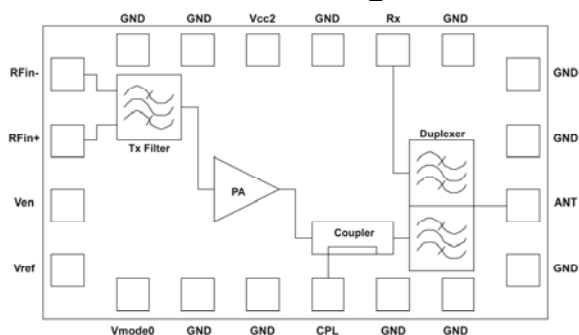 GND GND Vcc2 GND Rx GND
RFin-
GND
Tx Filter
RFin+
Duplexer
GND
PA
Ven
ANT
Coupler
Vref
GND
Vmode0 GND GND CPL GND GND